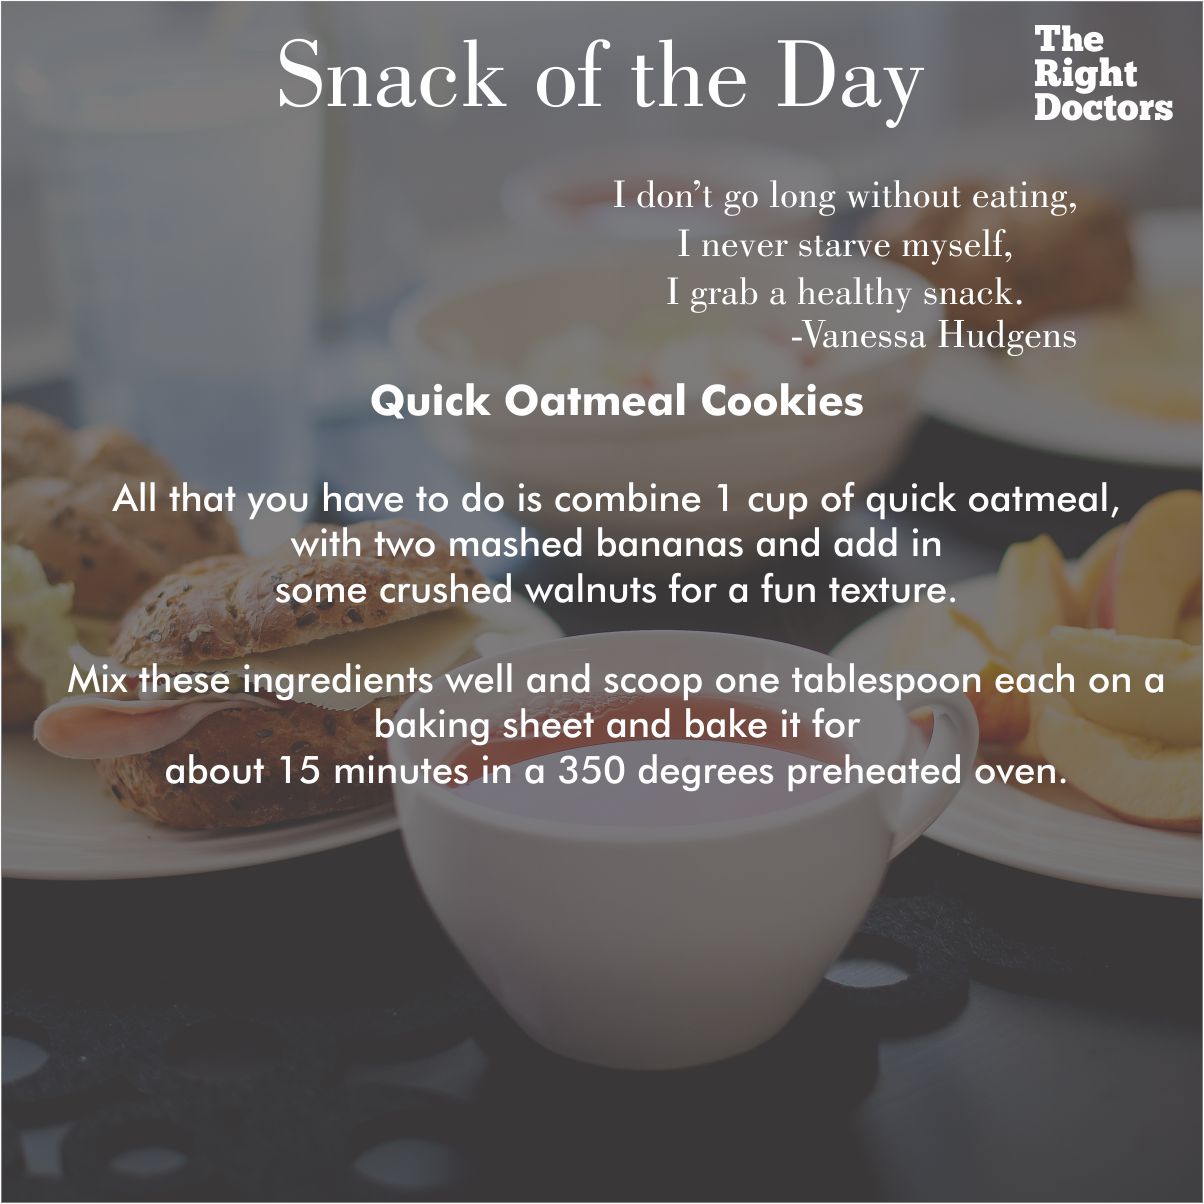 Snack of the Day
The
Right
Doctors
I don't go long without eating,
I never starve myself,
I grab a healthy snack.
-Vanessa Hudgens
Quick Oatmeal Cookies
All that you have to do is combine 1 cup of quick oatmeal,
with two mashed bananas and add in
some crushed walnuts for a fun texture.
Mix these ingredients well and scoop one tablespoon each on a
baking sheet and bake it for
about 15 minutes in a 350 degrees preheated oven.